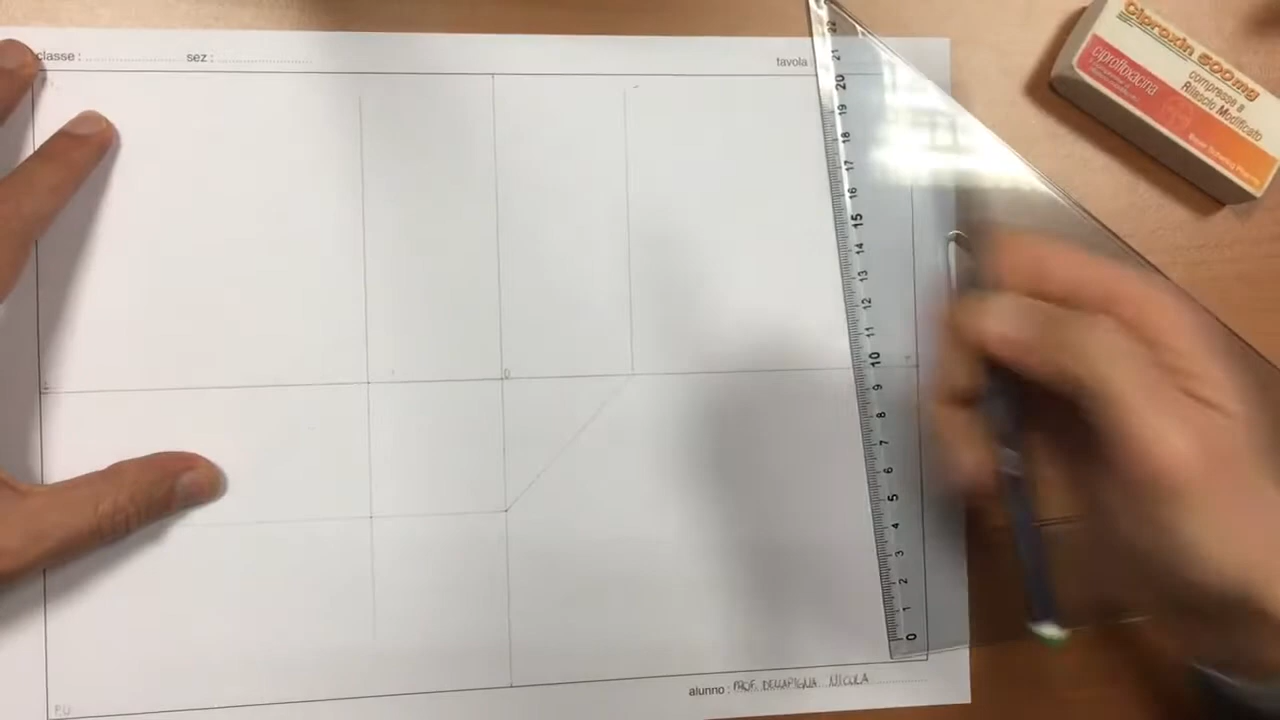 classe : sez : tavola
O
T
P.U
alunno : PROF. DELLAPIGNA NICOLA
22 21 20 19 18 17 16 15 14 13 12 11 10 9 8 7 6 5 4 3 2 1 0
Ciproxin 500mg
ciprofloxacina
compresse a
Rilascio Modificato